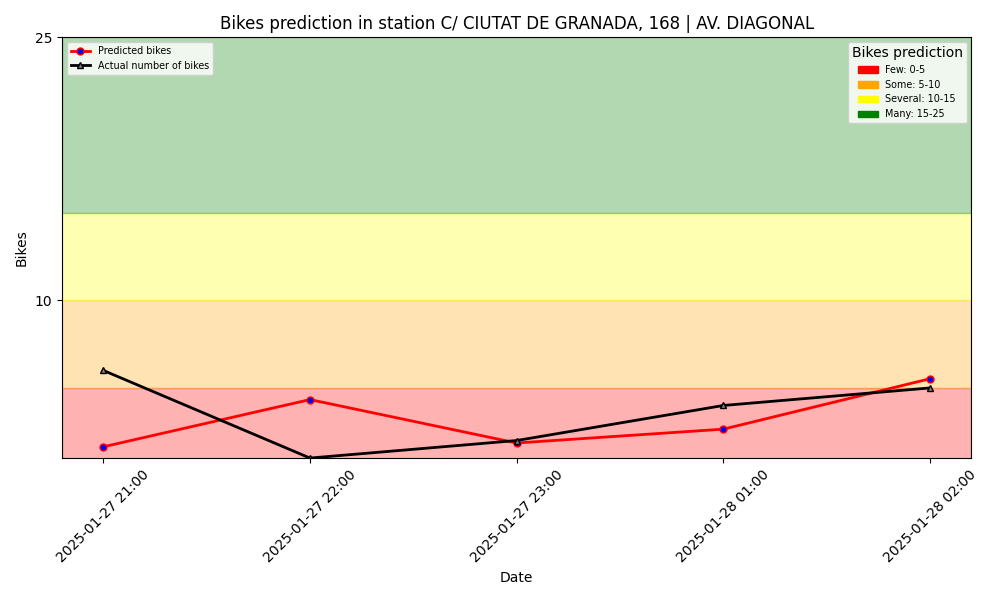 Bikes prediction in station C/ CIUTAT DE GRANADA, 168 | AV. DIAGONAL
25
Predicted bikes
Actual number of bikes
Bikes prediction
Few: 0-5
Some: 5-10
Several: 10-15
Many: 15-25
Bikes
10
2025-01-27 21:00
2025-01-27 22:00
2025-01-27 23:00
2025-01-28 01:00
2025-01-28 02:00
Date